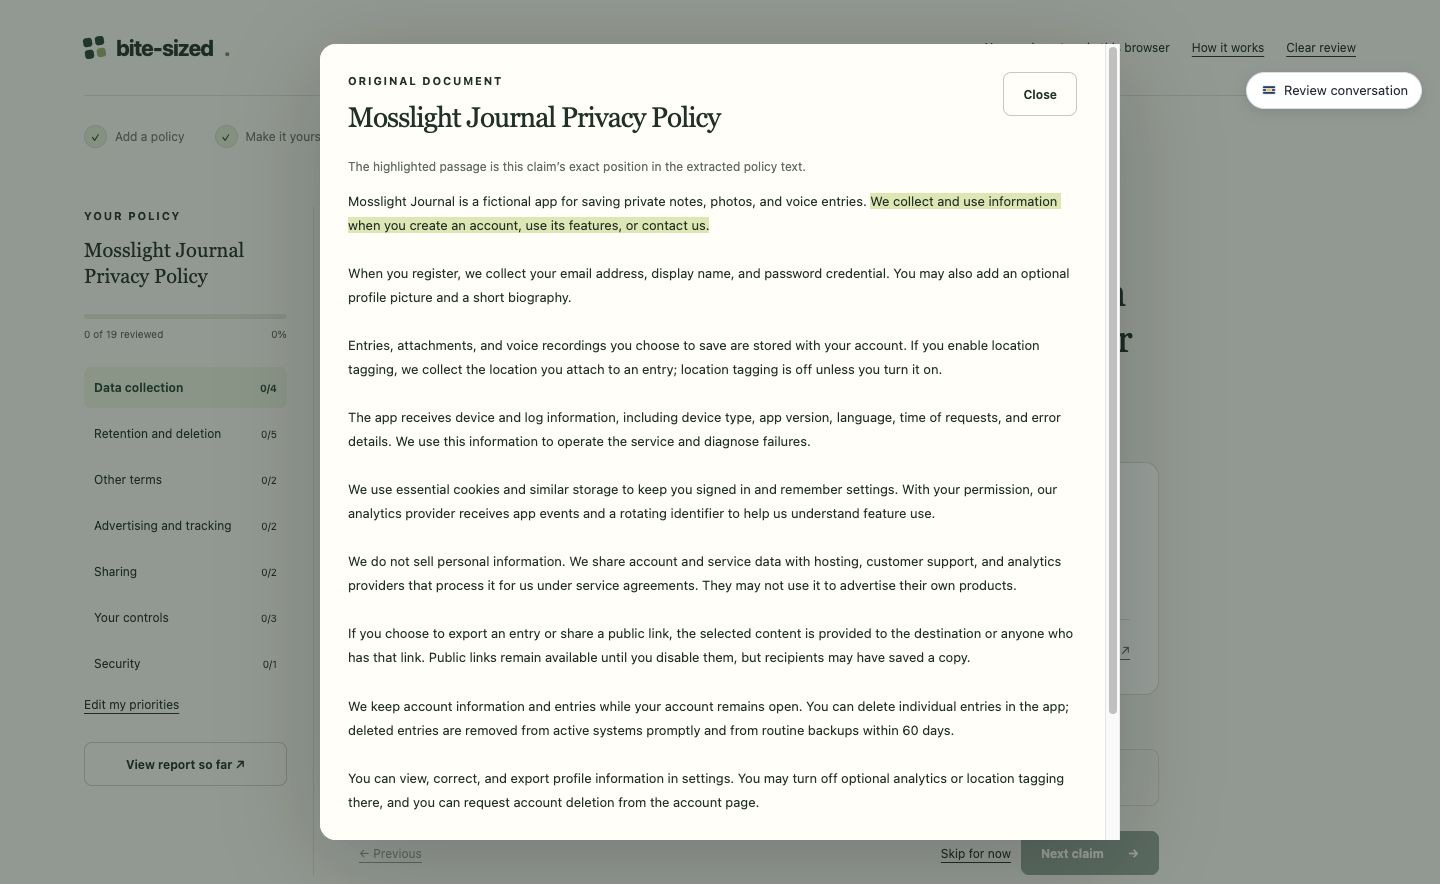 bite-sized
browser
How it works
Clear review
Review conversation
Add a policy
Make it yours
YOUR POLICY
Mosslight Journal
Privacy Policy
0 of 19 reviewed
0%
Data collection
0/4
Retention and deletion
0/5
Other terms
0/2
Advertising and tracking
0/2
Sharing
0/2
Your controls
0/3
Security
0/1
Edit my priorities
View report so far ↗
ORIGINAL DOCUMENT
Close
Mosslight Journal Privacy Policy
The highlighted passage is this claim’s exact position in the extracted policy text.
Mosslight Journal is a fictional app for saving private notes, photos, and voice entries. We collect and use information
when you create an account, use its features, or contact us.
When you register, we collect your email address, display name, and password credential. You may also add an optional
profile picture and a short biography.
Entries, attachments, and voice recordings you choose to save are stored with your account. If you enable location
tagging, we collect the location you attach to an entry; location tagging is off unless you turn it on.
The app receives device and log information, including device type, app version, language, time of requests, and error
details. We use this information to operate the service and diagnose failures.
We use essential cookies and similar storage to keep you signed in and remember settings. With your permission, our
analytics provider receives app events and a rotating identifier to help us understand feature use.
We do not sell personal information. We share account and service data with hosting, customer support, and analytics
providers that process it for us under service agreements. They may not use it to advertise their own products.
If you choose to export an entry or share a public link, the selected content is provided to the destination or anyone who
has that link. Public links remain available until you disable them, but recipients may have saved a copy.
We keep account information and entries while your account remains open. You can delete individual entries in the app;
deleted entries are removed from active systems promptly and from routine backups within 60 days.
You can view, correct, and export profile information in settings. You may turn off optional analytics or location tagging
there, and you can request account deletion from the account page.
← Previous
Skip for now
Next claim →